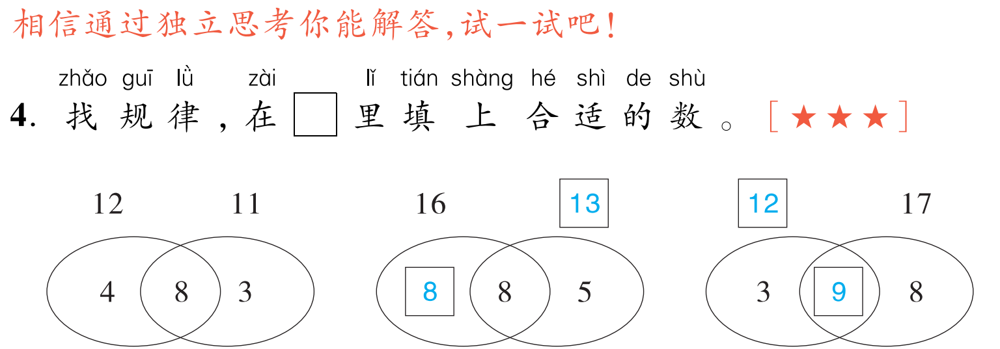 相信通过独立思考你能解答,试一试吧!
zhǎo guī lǜ zài lǐ tián shàng hé shì de shù
4. 找规律,在□里填上合适的数。[★★★]
12 11 16 13 12 17
4 8 3 8 8 5 3 9 8